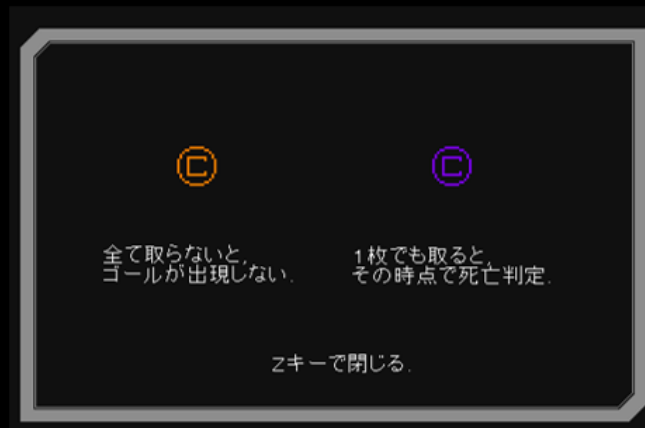 C C
全て取らないと,
ゴールが出現しない.
1枚でも取ると,
その時点で死亡判定.
Zキーで閉じる.